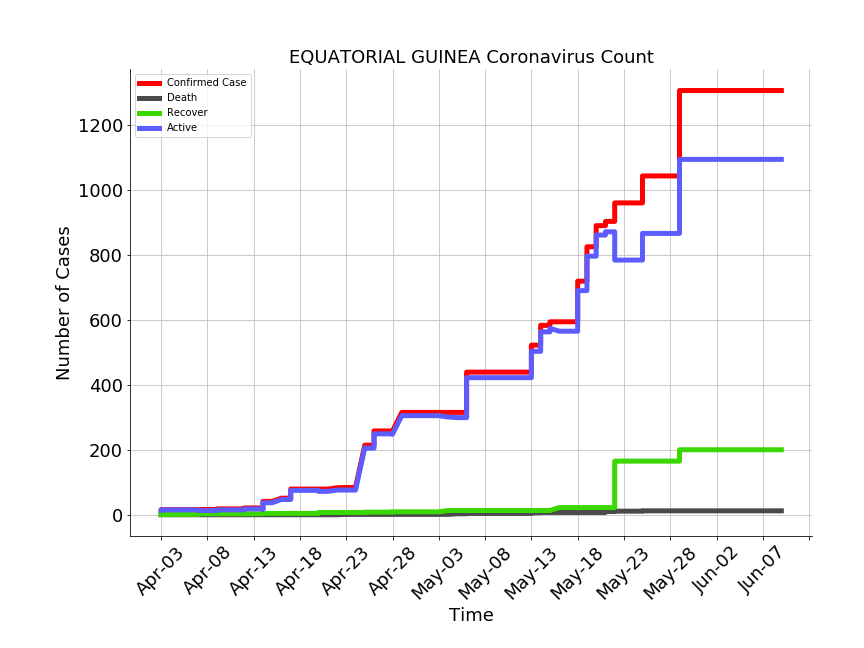 EQUATORIAL GUINEA Coronavirus Count
Confirmed Case
Death
Recover
Active
Number of Cases
1200
1000
800
600
400
200
0
Apr-03
Apr-08
Apr-13
Apr-18
Apr-23
Apr-28
May-03
May-08
May-13
May-18
May-23
May-28
Jun-02
Jun-07
Time